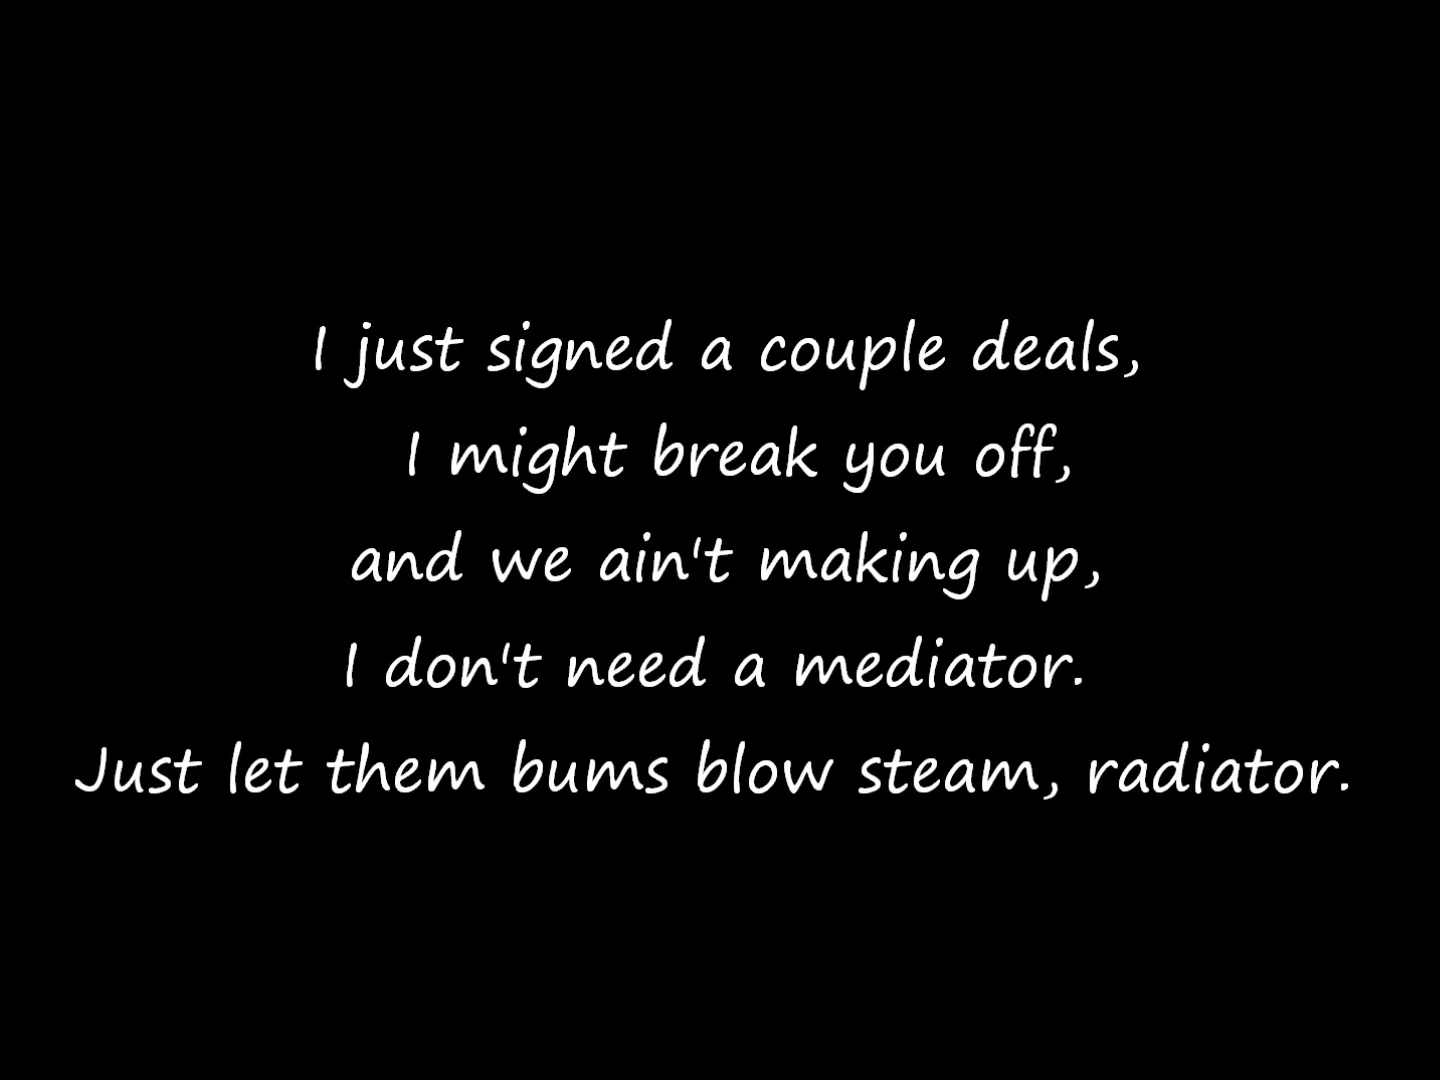 I just signed a couple deals,
I might break you off,
and we ain't making up,
I don't need a mediator.
Just let them bums blow steam, radiator.